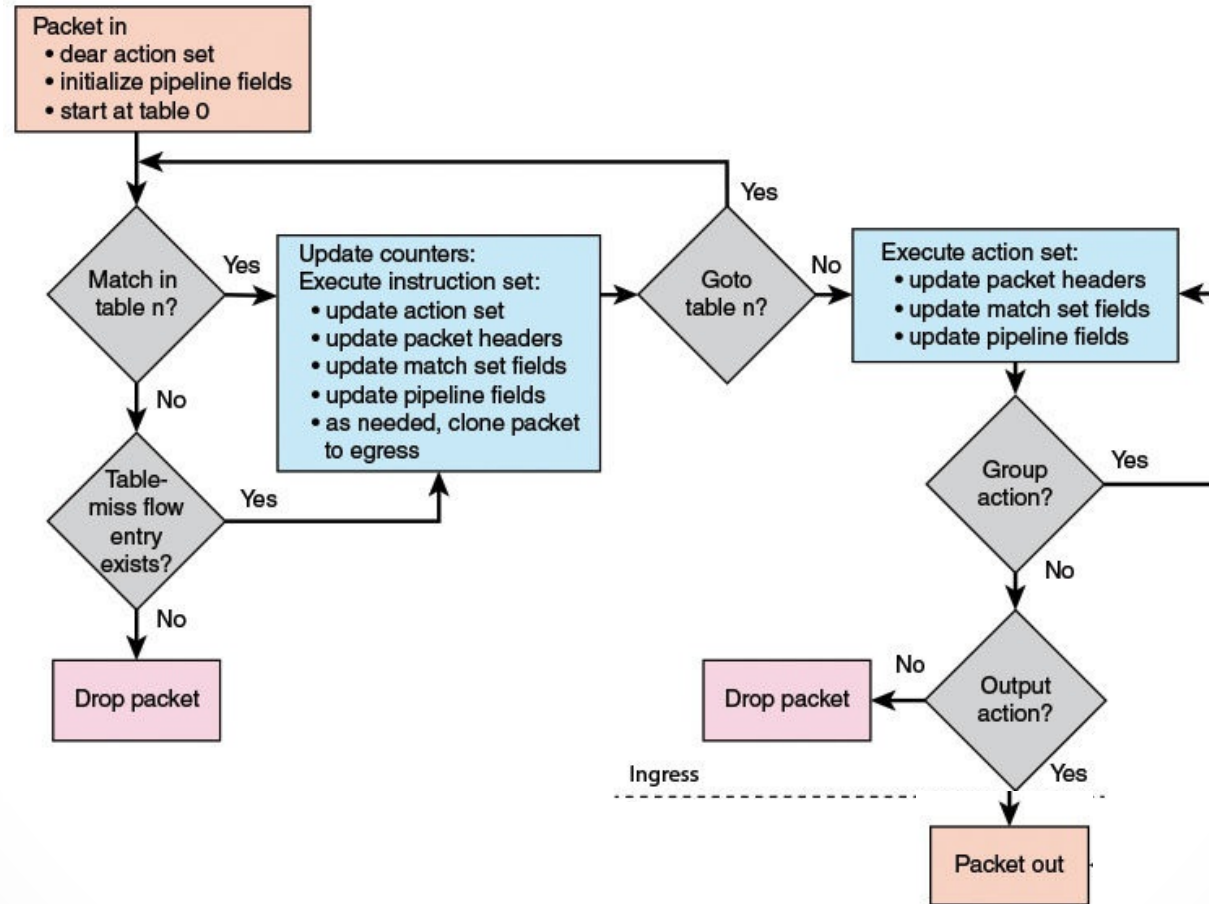 Packet in
• dear action set
• initialize pipeline fields
• start at table 0
Yes
Match in
table n?
Yes
Update counters:
Execute instruction set:
• update action set
• update packet headers
• update match set fields
• update pipeline fields
• as needed, clone packet
to egress
Goto
table n?
No
Execute action set:
• update packet headers
• update match set fields
• update pipeline fields
No
Table-
miss flow
entry
exists?
Yes
Group
action?
Yes
No
No
Drop packet
Output
action?
No
Drop packet
Yes
Ingress
Packet out